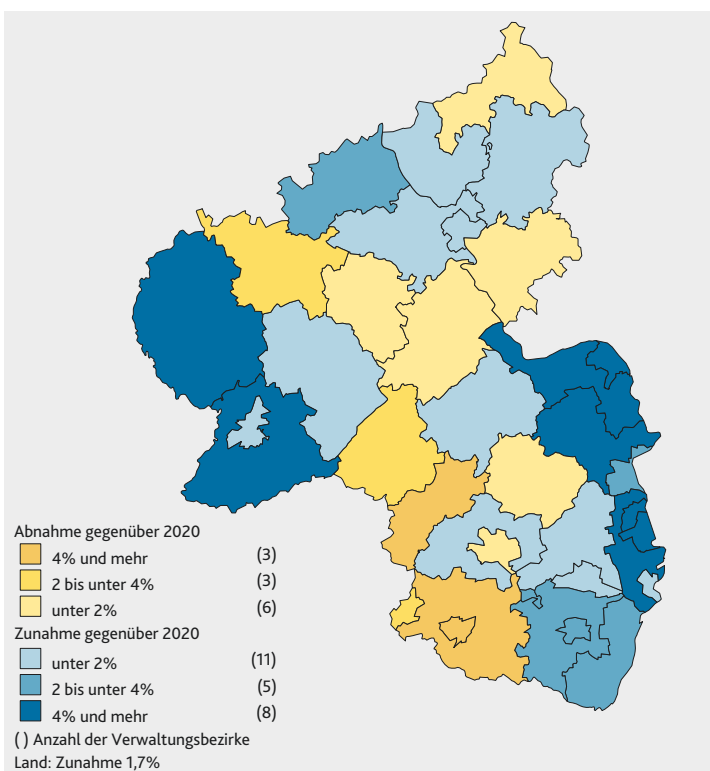 Abnahme gegenüber 2020
4% und mehr (3)
2 bis unter 4% (3)
unter 2% (6)
Zunahme gegenüber 2020
unter 2% (11)
2 bis unter 4% (5)
4% und mehr (8)
( ) Anzahl der Verwaltungsbezirke
Land: Zunahme 1,7%